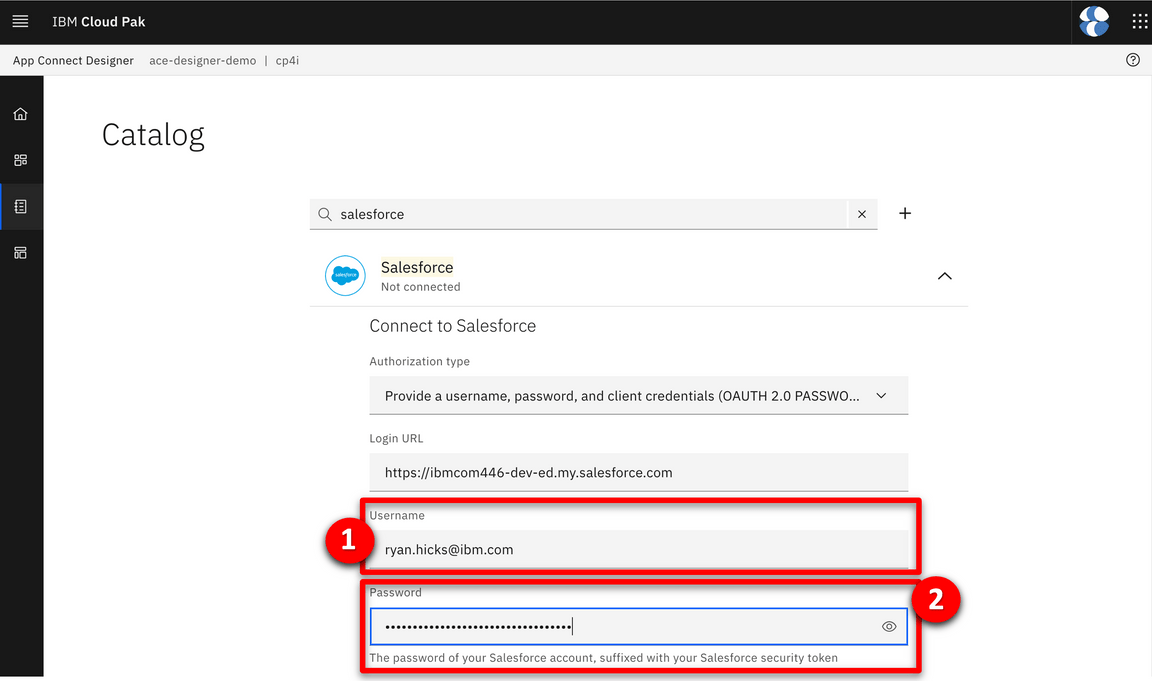 IBM Cloud Pak
App Connect Designer ace-designer-demo | cp4i
Catalog
salesforce
salesforce
Salesforce
Not connected
Connect to Salesforce
Authorization type
Provide a username, password, and client credentials (OAUTH 2.0 PASSWO...
Login URL
https://ibmcom446-dev-ed.my.salesforce.com
Username
1
ryan.hicks@ibm.com
Password
2
••••••••••••••••••••••••••••••••••
The password of your Salesforce account, suffixed with your Salesforce security token